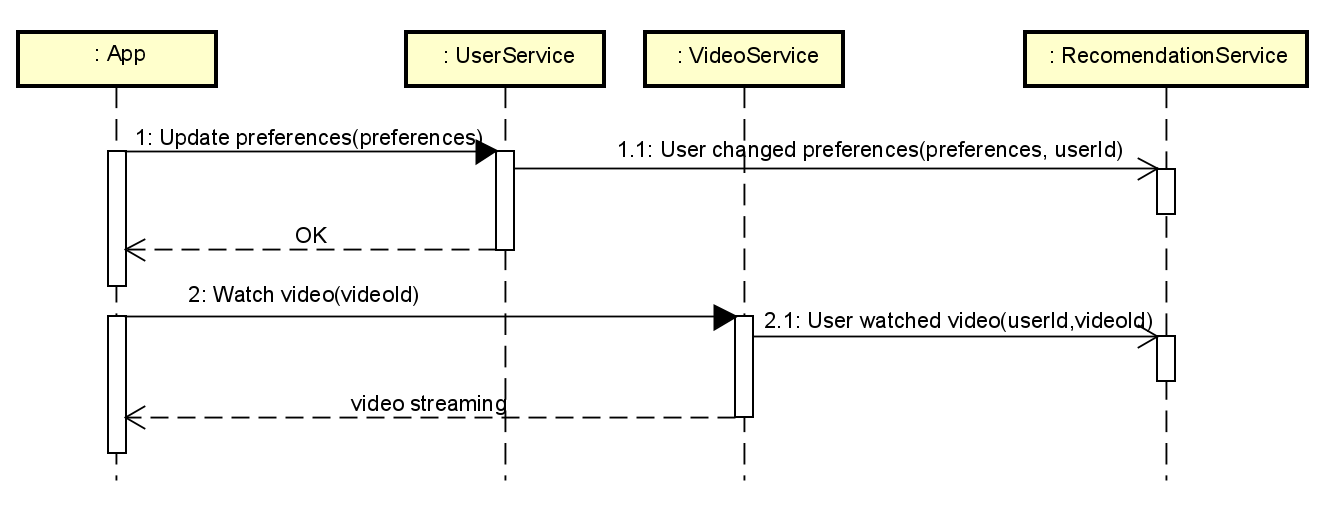 : App
: UserService
: VideoService
: RecomendationService
1: Update preferences(preferences)
1.1: User changed preferences(preferences, userId)
OK
2: Watch video(videoId)
2.1: User watched video(userId,videoId)
video streaming